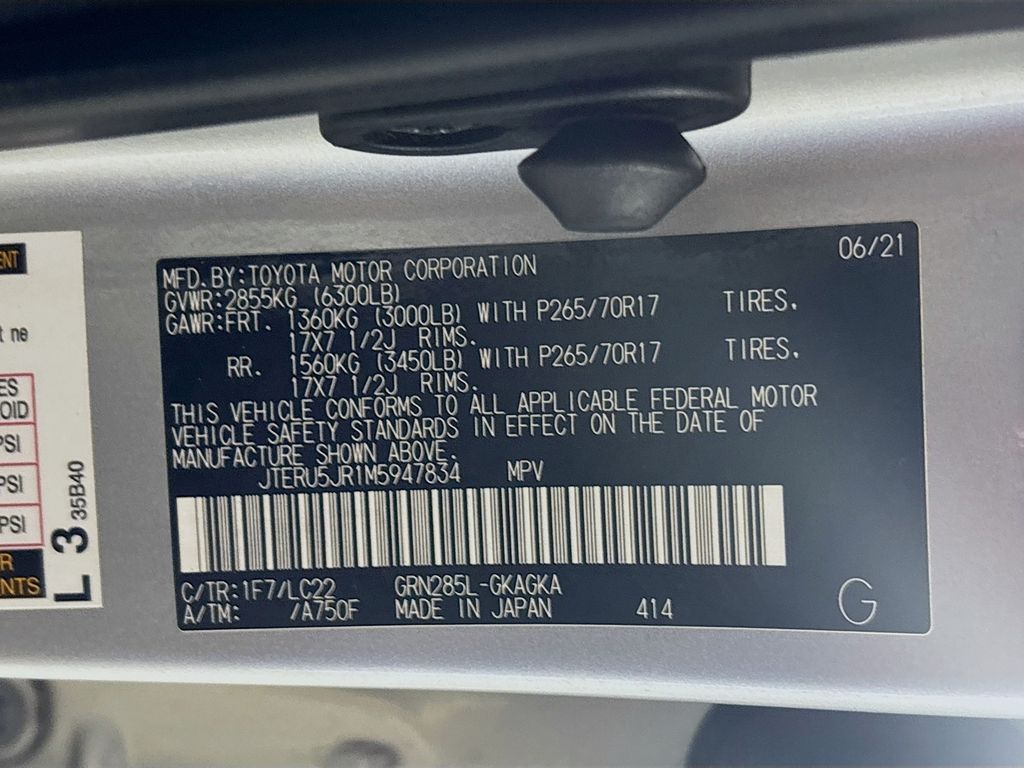 06/21
MFD.BY:TOYOTA MOTOR CORPORATION
GVWR:2855KG (6300LB)
GAWR:FRT. 1360KG (3000LB) WITH P265/70R17 TIRES.
17X7 1/2J RIMS.
RR. 1560KG (3450LB) WITH P265/70R17 TIRES.
17X7 1/2J RIMS.
THIS VEHICLE CONFORMS TO ALL APPLICABLE FEDERAL MOTOR
VEHICLE SAFETY STANDARDS IN EFFECT ON THE DATE OF
MANUFACTURE SHOWN ABOVE.
JTERU5JR1M5947834 MPV
C/TR:1F7/LC22 GRN285L-GKAGKA
A/TM: /A750F MADE IN JAPAN 414 G
PSI
PSI
PSI
L 3 35B40